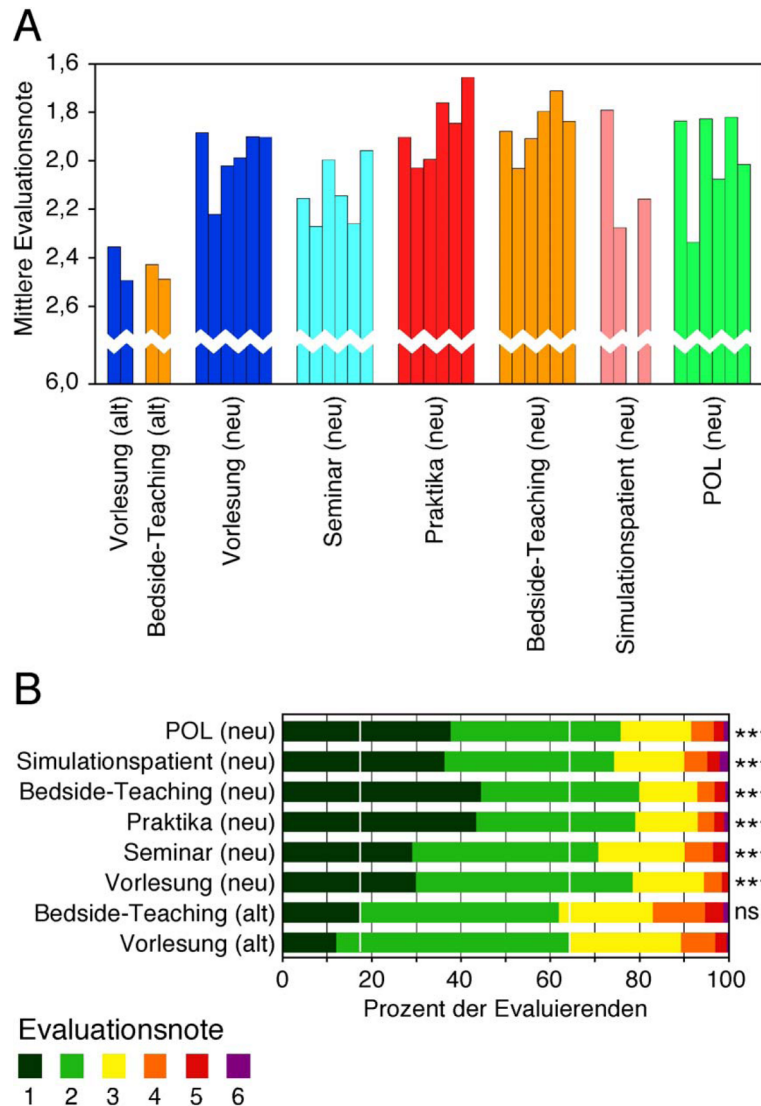 A
Mittlere Evaluationsnote
1,6
1,8
2,0
2,2
2,4
2,6
6,0
Vorlesung (alt)
Bedside-Teaching (alt)
Vorlesung (neu)
Seminar (neu)
Praktika (neu)
Bedside-Teaching (neu)
Simulationspatient (neu)
POL (neu)
B
POL (neu) ***
Simulationspatient (neu) ***
Bedside-Teaching (neu) ***
Praktika (neu) ***
Seminar (neu) ***
Vorlesung (neu) ***
Bedside-Teaching (alt) ns
Vorlesung (alt)
0 20 40 60 80 100
Prozent der Evaluierenden
Evaluationsnote
1 2 3 4 5 6